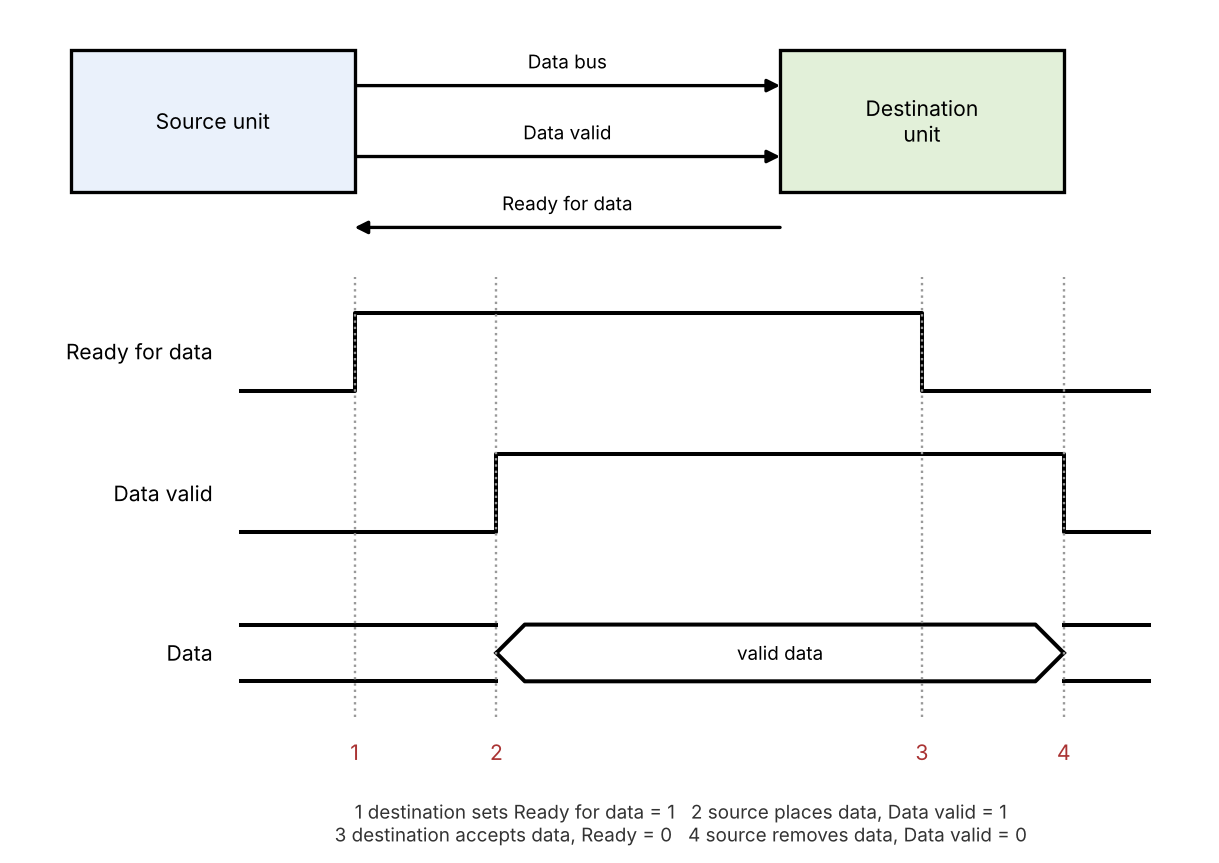 Data bus
Source unit
Destination
unit
Data valid
Ready for data
Ready for data
Data valid
Data
valid data
1 2 3 4
1 destination sets Ready for data = 1 2 source places data, Data valid = 1
3 destination accepts data, Ready = 0 4 source removes data, Data valid = 0